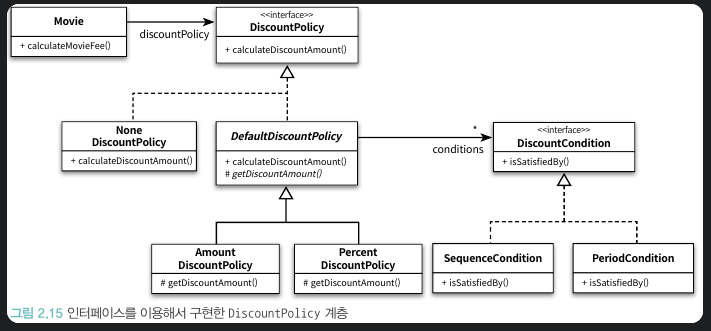 Movie
+ calculateMovieFee()
discountPolicy
<<interface>>
DiscountPolicy
+ calculateDiscountAmount()
None
DiscountPolicy
+ calculateDiscountAmount()
DefaultDiscountPolicy
+ calculateDiscountAmount()
# getDiscountAmount()
*
conditions
<<interface>>
DiscountCondition
+ isSatisfiedBy()
Amount
DiscountPolicy
# getDiscountAmount()
Percent
DiscountPolicy
# getDiscountAmount()
SequenceCondition
+ isSatisfiedBy()
PeriodCondition
+ isSatisfiedBy()
그림 2.15 인터페이스를 이용해서 구현한 DiscountPolicy 계층